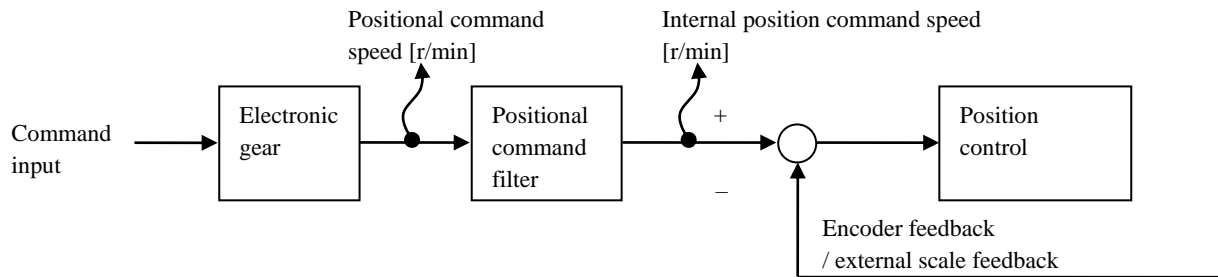 Positional command
speed [r/min]
Internal position command speed
[r/min]
Command
input
Electronic
gear
Positional
command
filter
+
−
Position
control
Encoder feedback
/ external scale feedback